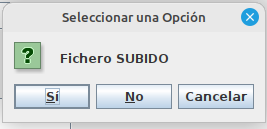 Seleccionar una Opción
Fichero SUBIDO
Sí No Cancelar